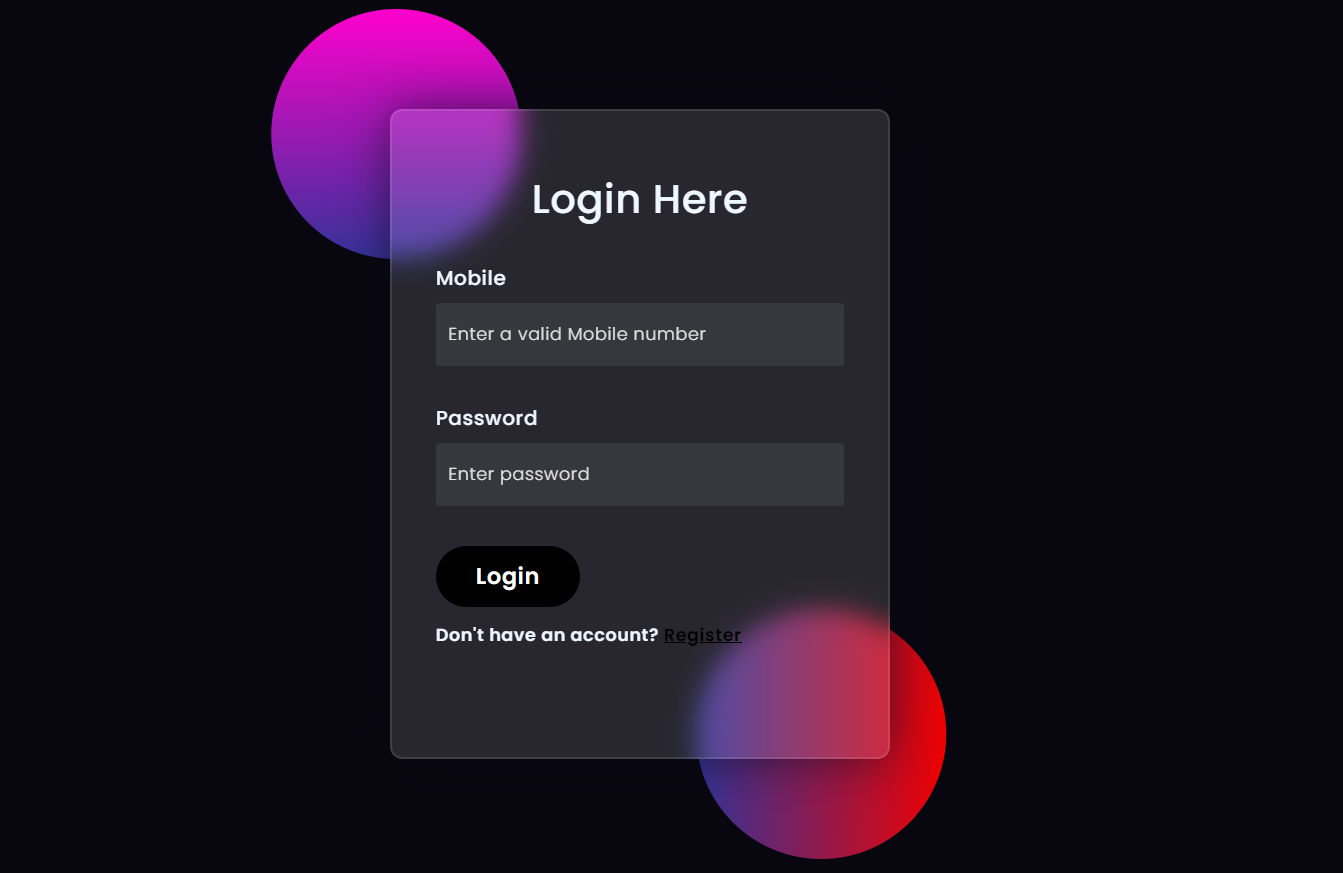 Login Here
Mobile
Enter a valid Mobile number
Password
Enter password
Login
Don't have an account? Register